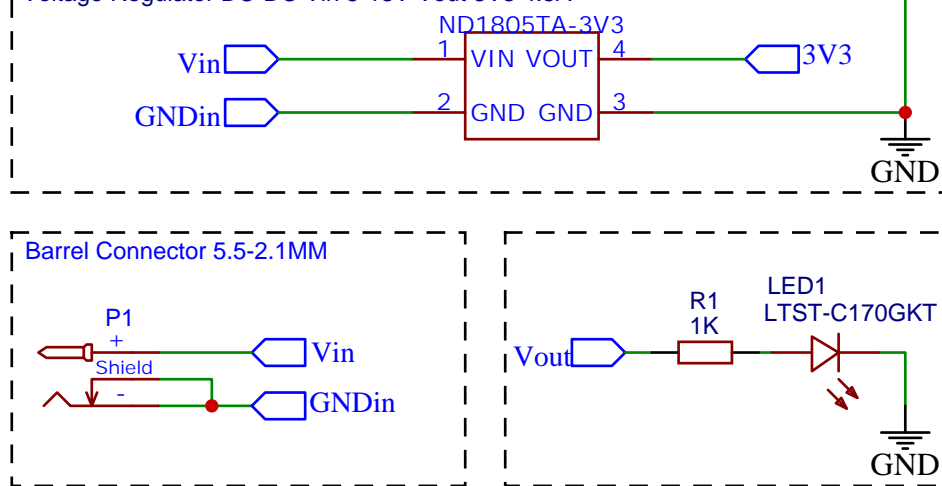 ND1805TA-3V3
Vin 1 VIN VOUT 4 3V3
GNDin 2 GND GND 3
GND
Barrel Connector 5.5-2.1MM
P1
+
Vin
Shield
-
GNDin
LED1
LTST-C170GKT
R1
1K
Vout
GND